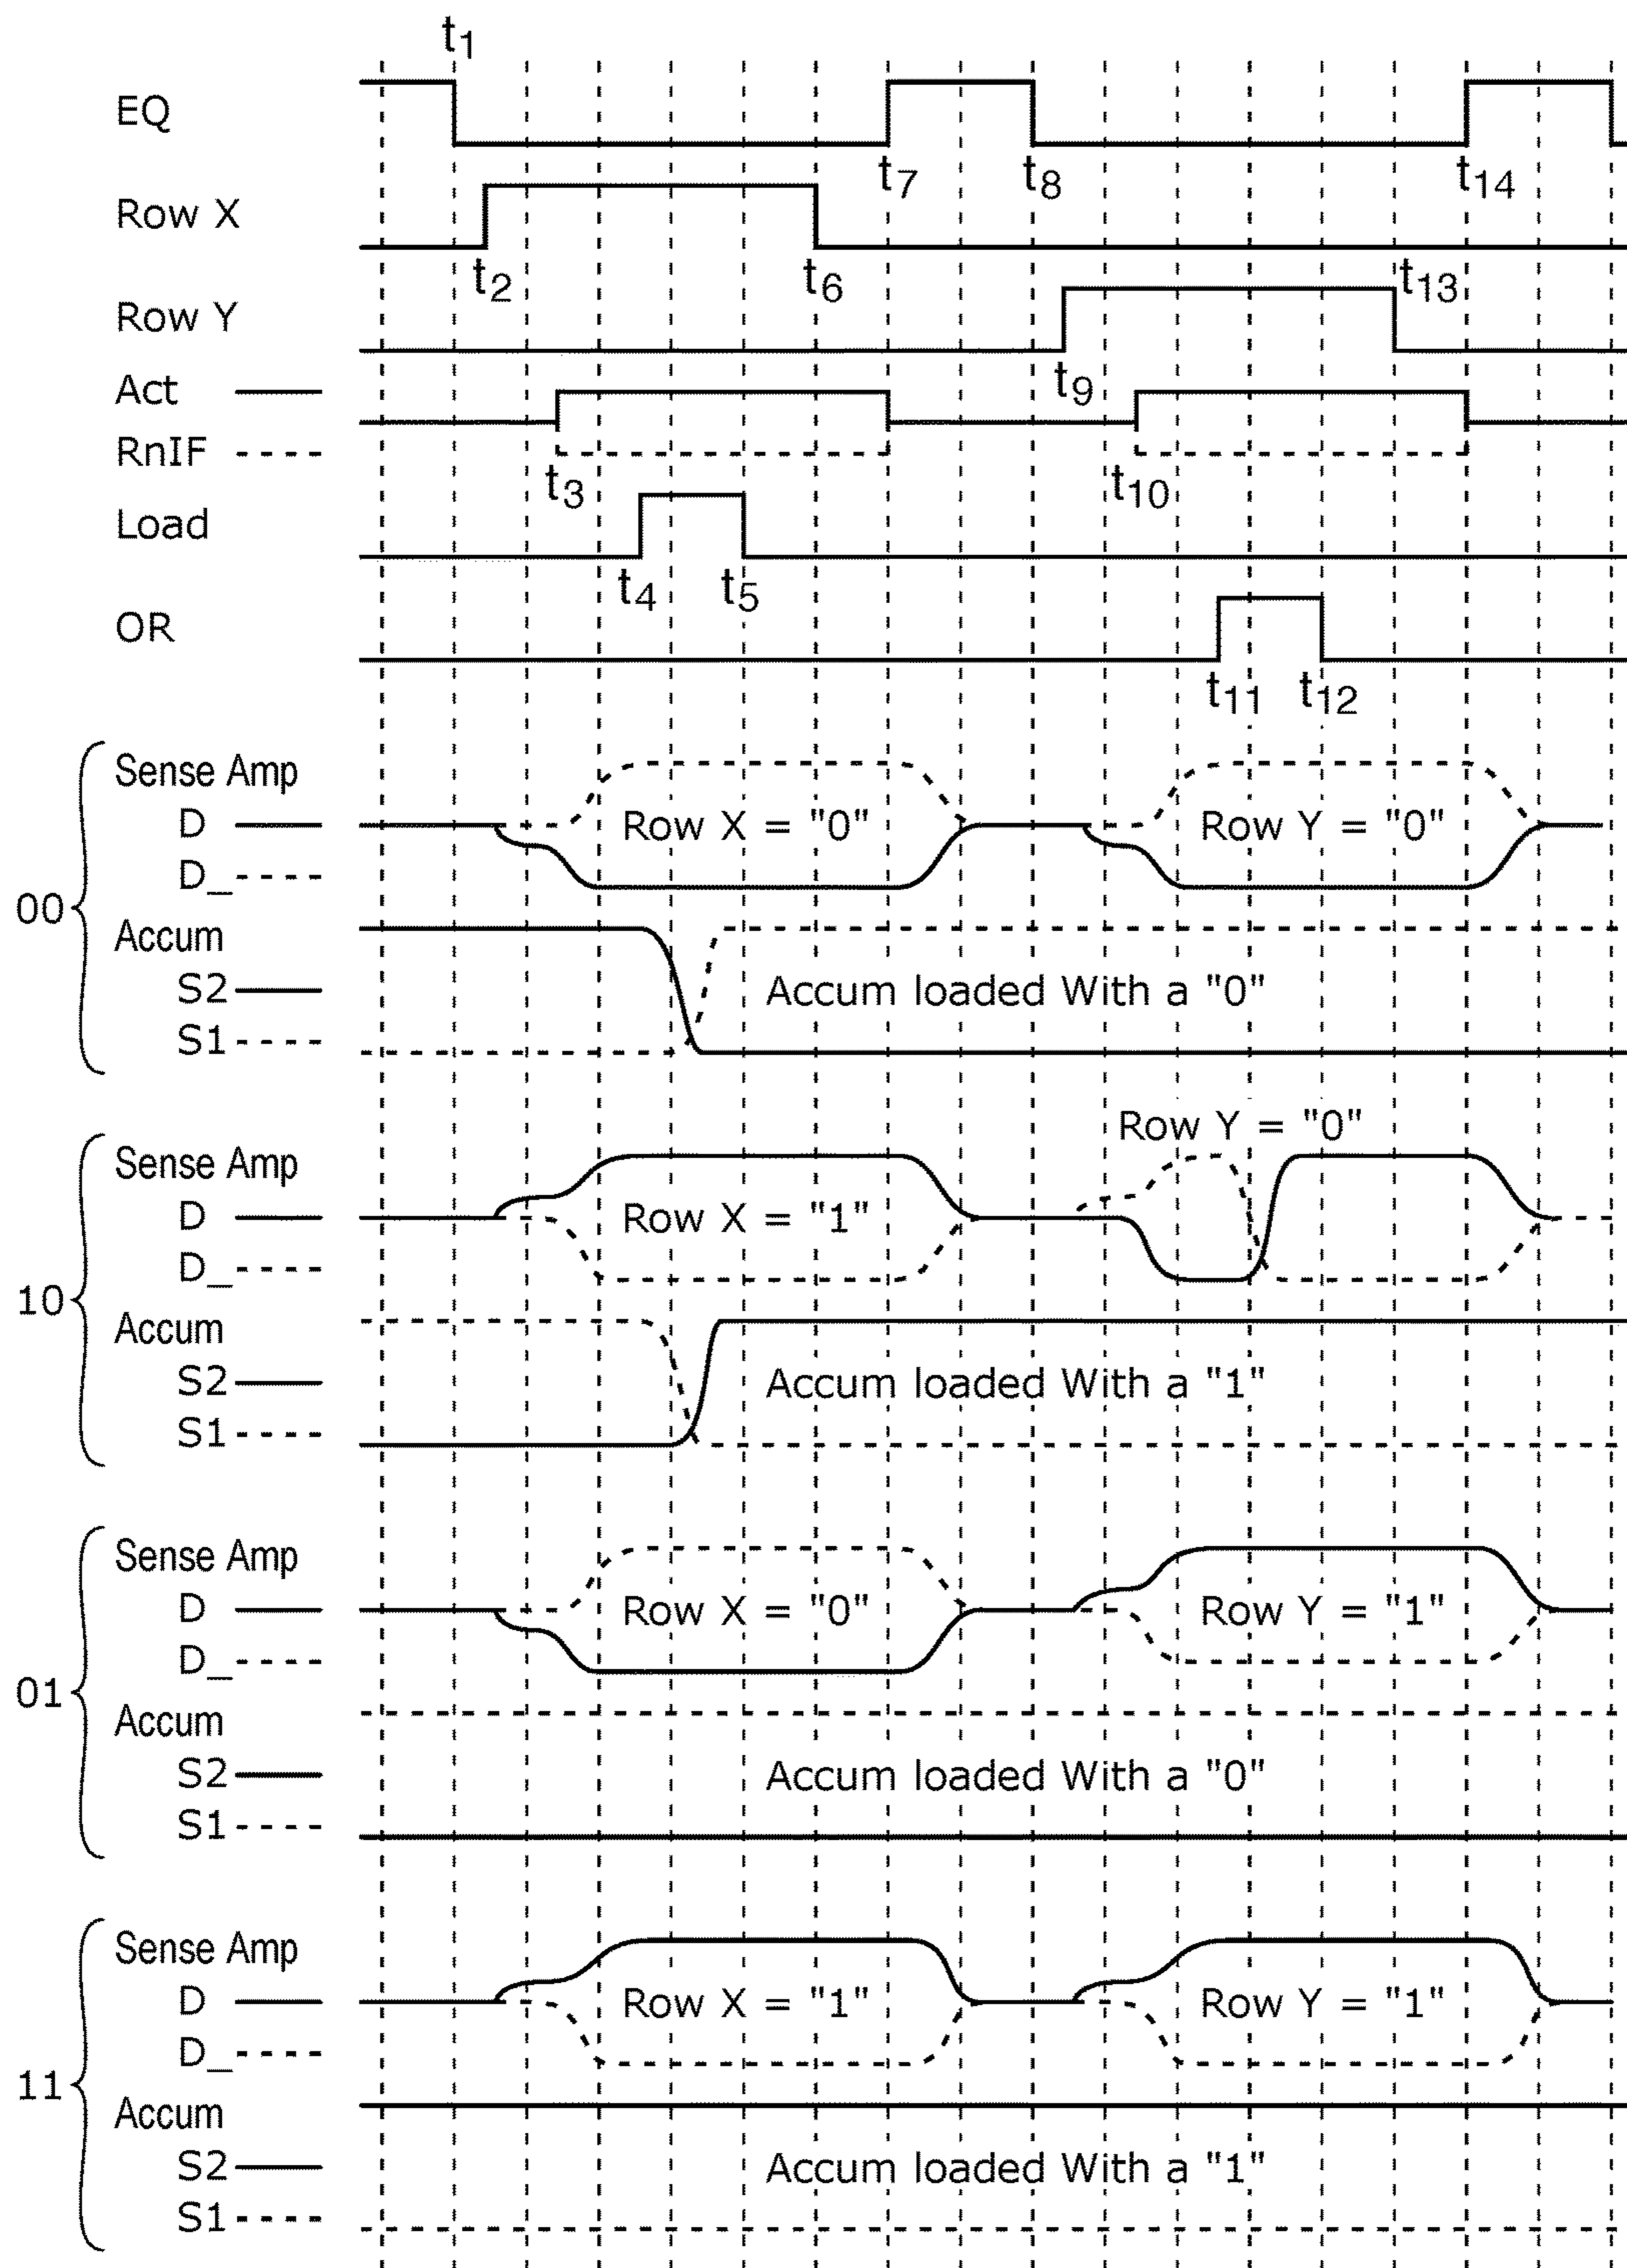 t1
EQ
t7 t8 t14
Row X
t2 t6 t13
Row Y
t9
Act
RnIF
t3 t10
Load
t4 t5
OR
t11 t12
00
Sense Amp
D Row X = "0" Row Y = "0"
D_
Accum
S2 Accum loaded With a "0"
S1
Row Y = "0"
10
Sense Amp
D Row X = "1"
D_
Accum
S2 Accum loaded With a "1"
S1
01
Sense Amp
D Row X = "0" Row Y = "1"
D_
Accum
S2 Accum loaded With a "0"
S1
11
Sense Amp
D Row X = "1" Row Y = "1"
D_
Accum
S2 Accum loaded With a "1"
S1